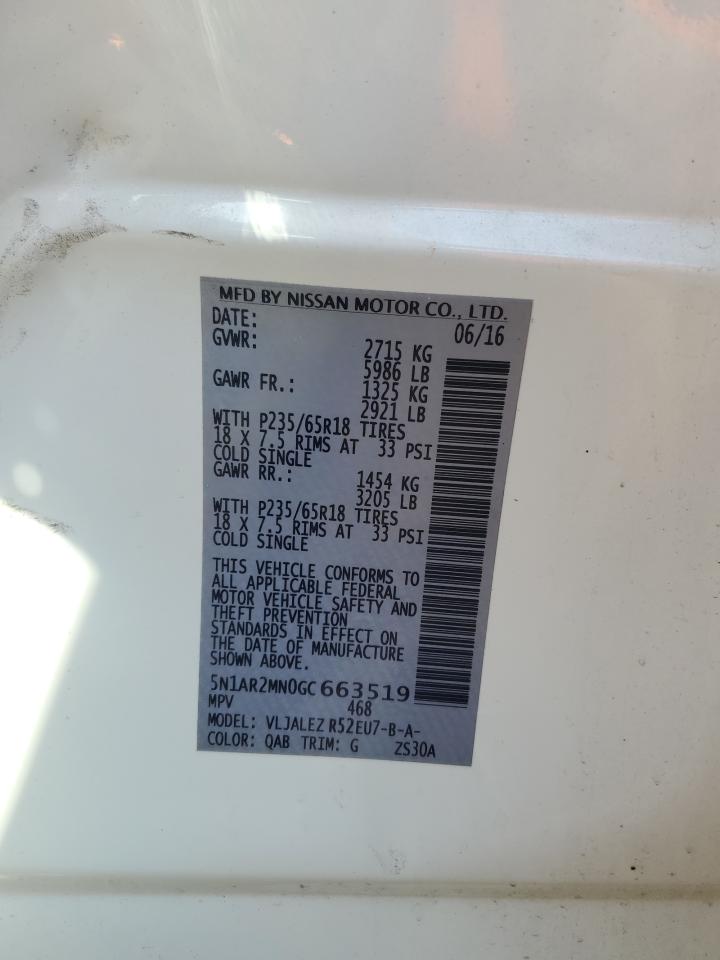 MFD BY NISSAN MOTOR CO., LTD.
DATE: 06/16
GVWR: 2715 KG
5986 LB
GAWR FR.: 1325 KG
2921 LB
WITH P235/65R18 TIRES
18 X 7.5 RIMS AT 33 PSI
COLD SINGLE
GAWR RR.: 1454 KG
3205 LB
WITH P235/65R18 TIRES
18 X 7.5 RIMS AT 33 PSI
COLD SINGLE
THIS VEHICLE CONFORMS TO
ALL APPLICABLE FEDERAL
MOTOR VEHICLE SAFETY AND
THEFT PREVENTION
STANDARDS IN EFFECT ON
THE DATE OF MANUFACTURE
SHOWN ABOVE.
5N1AR2MN0GC663519
MPV 468
MODEL: VLJALEZ R52EU7-B-A-
COLOR: QAB TRIM: G ZS30A